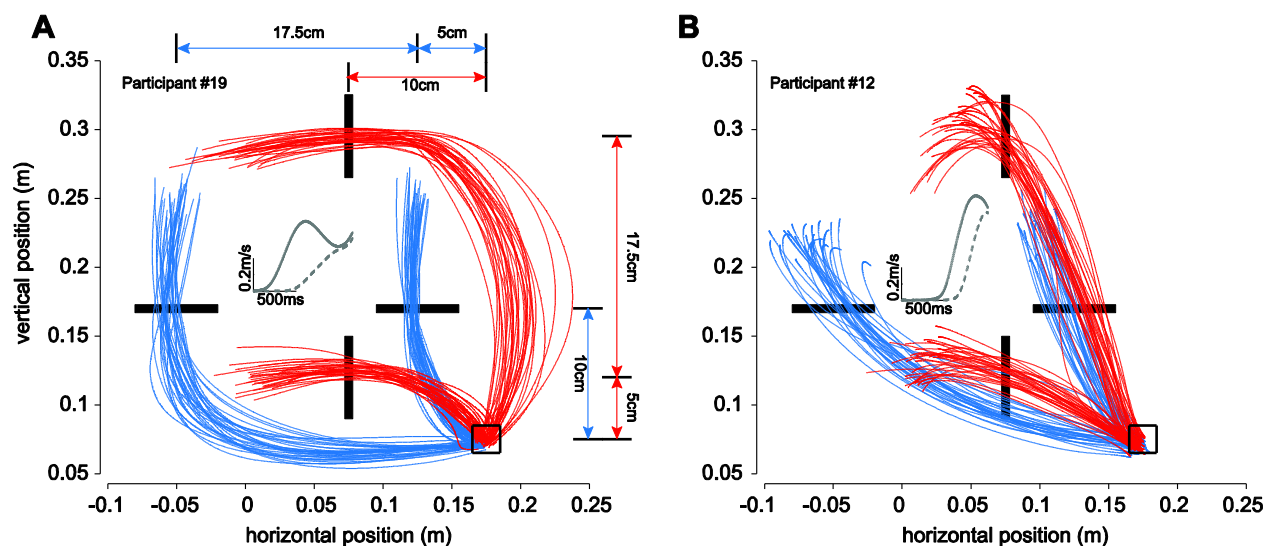 A
17.5cm
5cm
10cm
Participant #19
0.35
0.3
0.25
0.2
0.15
0.1
0.05
vertical position (m)
0.2m/s
500ms
17.5cm
10cm
5cm
-0.1
-0.05
0
0.05
0.1
0.15
0.2
0.25
horizontal position (m)
B
Participant #12
0.35
0.3
0.25
0.2
0.15
0.1
0.05
0.2m/s
500ms
-0.1
-0.05
0
0.05
0.1
0.15
0.2
0.25
horizontal position (m)